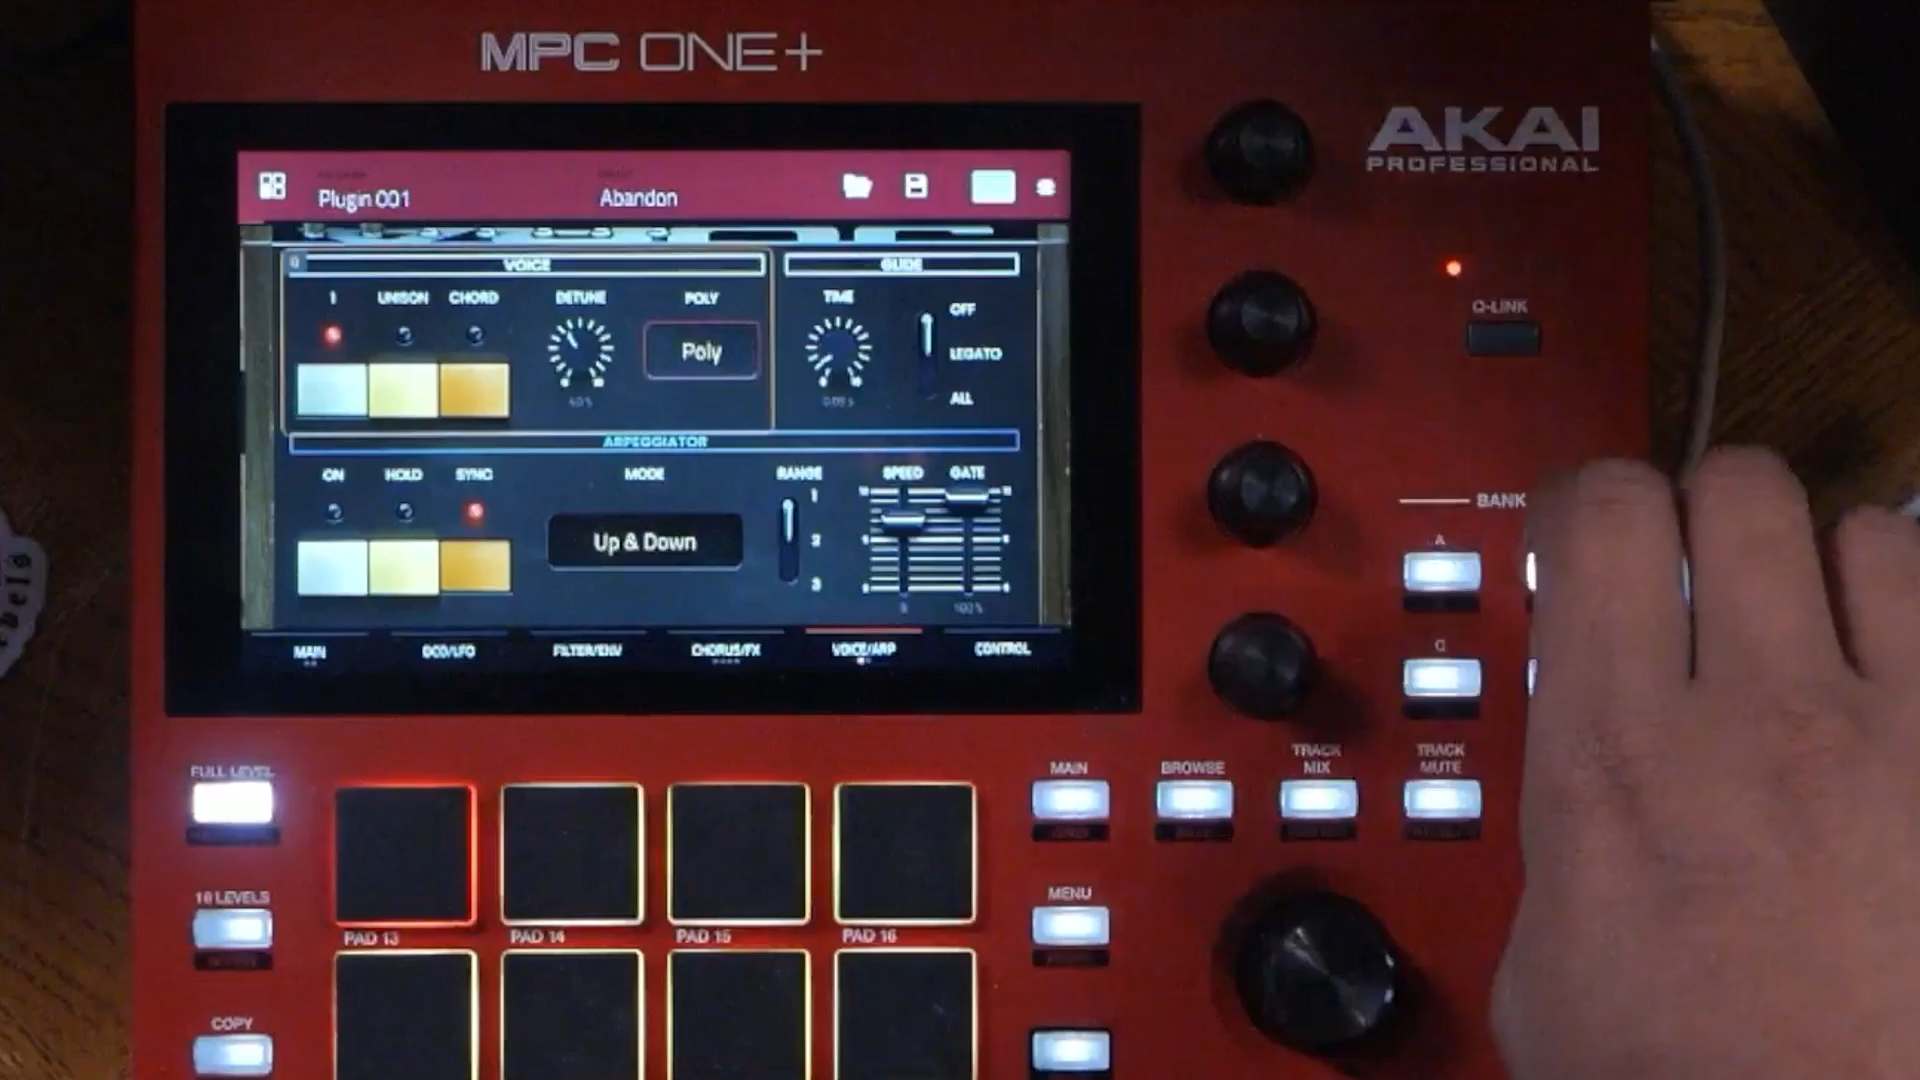 MPC ONE+
AKAI
PROFESSIONAL
Plugin 001
Abandon
VOICE
GLIDE
1 UNISON CHORD DETUNE POLY
TIME
OFF
LEGATO
ALL
Poly
ARPEGGIATOR
ON HOLD SYNC MODE RANGE SPEED GATE
1
2
3
Up & Down
100%
MAIN DCO/LFO FILTER/ENV CHORUS/FX VOICE/ARP CONTROL
Q-LINK
BANK
A
C
FULL LEVEL
16 LEVELS
COPY
PAD 13 PAD 14 PAD 15 PAD 16
MAIN
BROWSE
TRACK
MIX
TRACK
MUTE
MENU